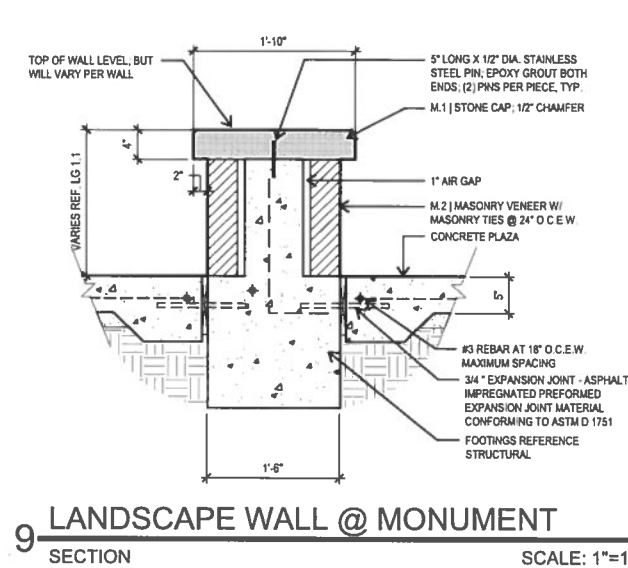 1'-10"
TOP OF WALL LEVEL; BUT
WILL VARY PER WALL
5" LONG X 1/2" DIA. STAINLESS
STEEL PIN; EPOXY GROUT BOTH
ENDS; (2) PINS PER PIECE, TYP.
M.1 | STONE CAP; 1/2" CHAMFER
4"
2"
VARIES REF. LG 1.1
1" AIR GAP
M.2 | MASONRY VENEER W/
MASONRY TIES @ 24" O.C.E.W.
CONCRETE PLAZA
5"
#3 REBAR AT 18" O.C.E.W.
MAXIMUM SPACING
3/4 " EXPANSION JOINT - ASPHALT
IMPREGNATED PREFORMED
EXPANSION JOINT MATERIAL
CONFORMING TO ASTM D 1751
FOOTINGS REFERENCE
STRUCTURAL
1'-6"
9 LANDSCAPE WALL @ MONUMENT
SECTION SCALE: 1"=1